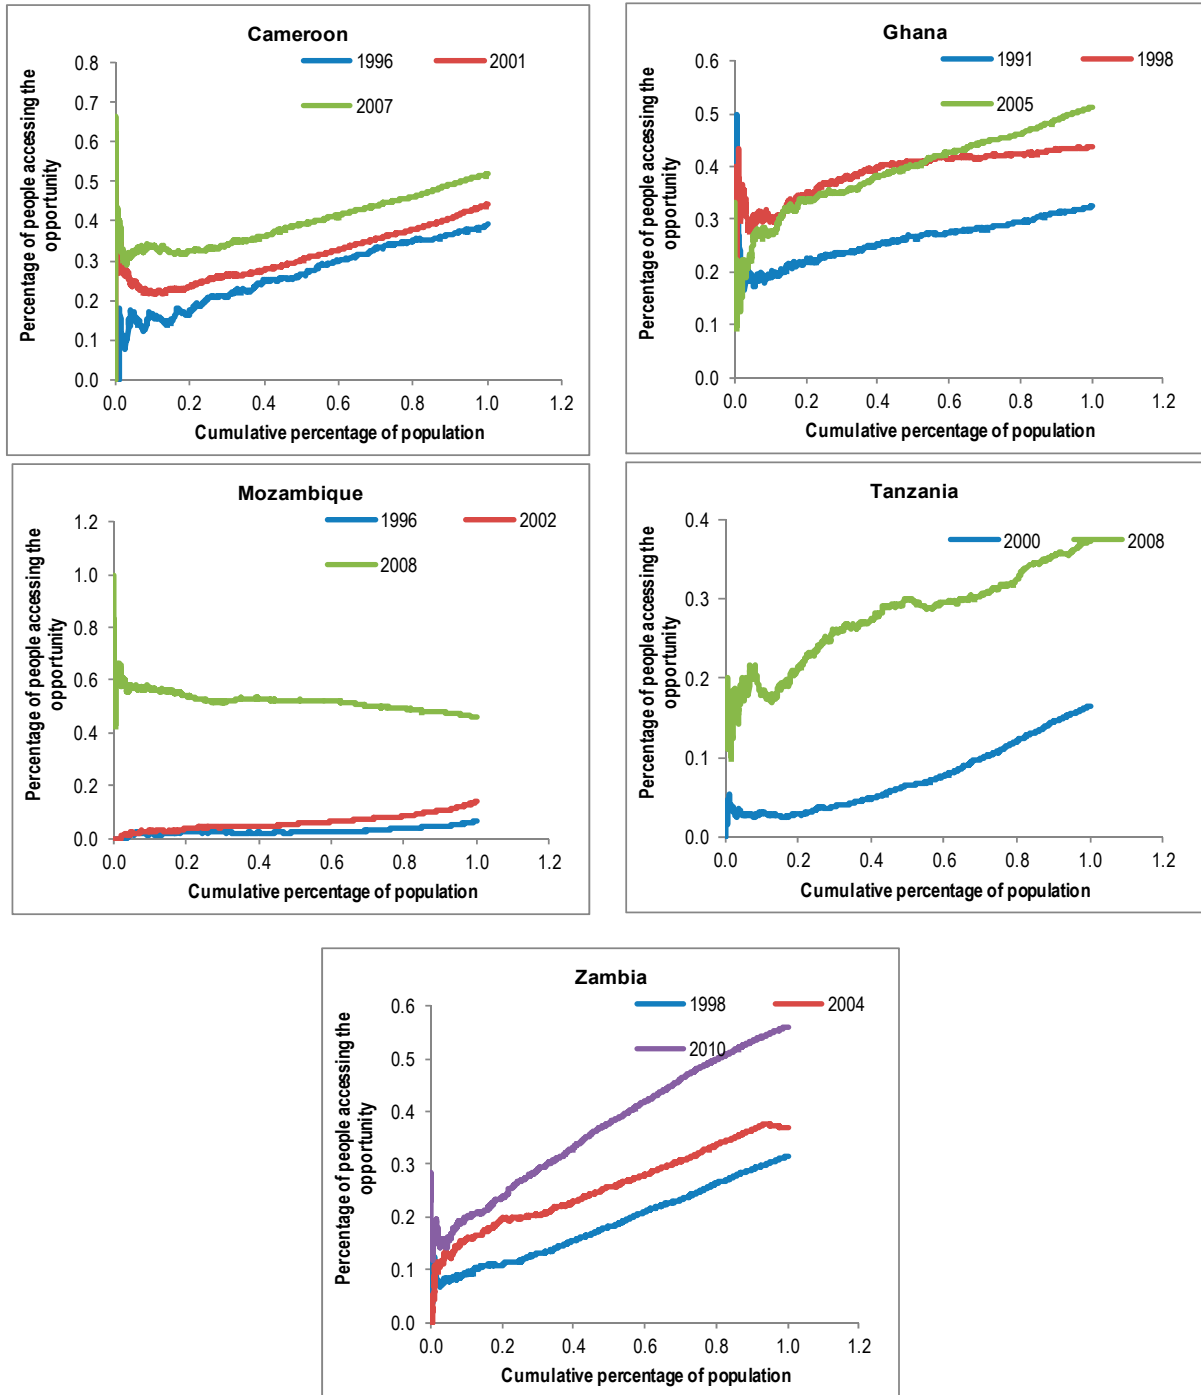 Cameroon
1996
2001
2007
Percentage of people accessing the
opportunity
0.8
0.7
0.6
0.5
0.4
0.3
0.2
0.1
0.0
0.0 0.2 0.4 0.6 0.8 1.0 1.2
Cumulative percentage of population
Ghana
1991
1998
2005
Percentage of people accessing the
opportunity
0.6
0.5
0.4
0.3
0.2
0.1
0.0
0.0 0.2 0.4 0.6 0.8 1.0 1.2
Cumulative percentage of population
Mozambique
1996
2002
2008
Percentage of people accessing the
opportunity
1.2
1.0
0.8
0.6
0.4
0.2
0.0
0.0 0.2 0.4 0.6 0.8 1.0 1.2
Cumulative percentage of population
Tanzania
2000
2008
Percentage of people accessing the
opportunity
0.4
0.3
0.2
0.1
0.0
0.0 0.2 0.4 0.6 0.8 1.0 1.2
Cumulative percentage of population
Zambia
1998
2004
2010
Percentage of people accessing the
opportunity
0.6
0.5
0.4
0.3
0.2
0.1
0.0
0.0 0.2 0.4 0.6 0.8 1.0 1.2
Cumulative percentage of population